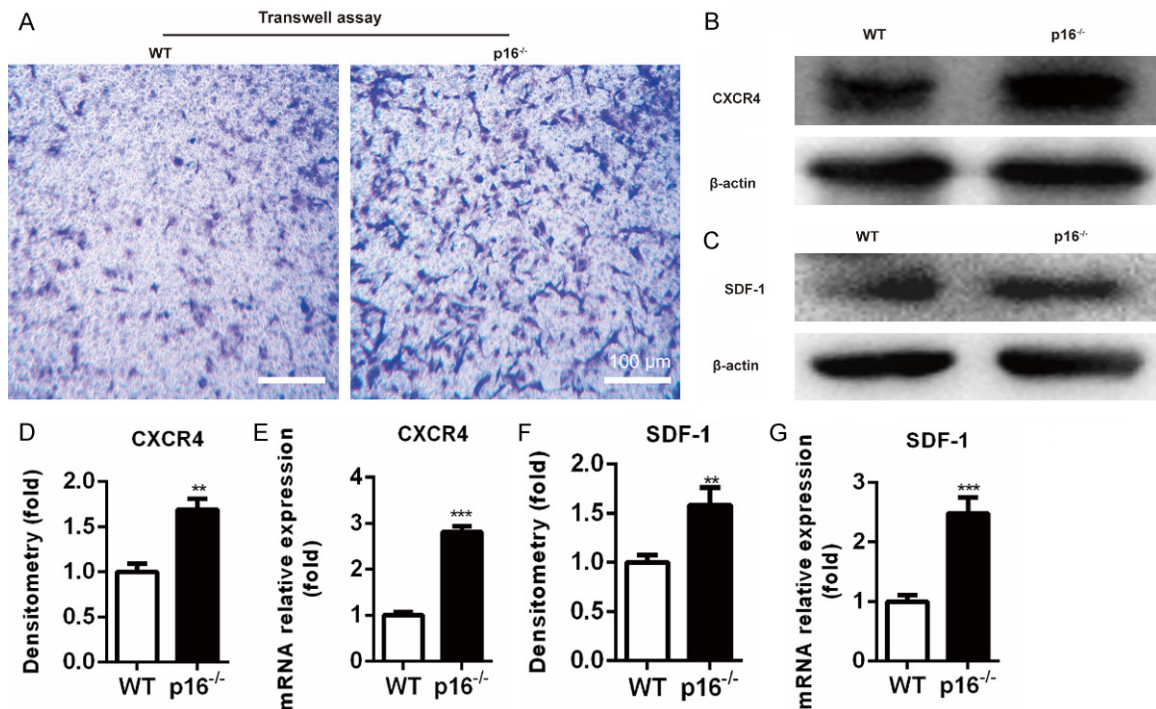 A
Transwell assay
WT
p16-/-
100 μm
B
WT
p16-/-
CXCR4
β-actin
C
WT
p16-/-
SDF-1
β-actin
D
CXCR4
Densitometry (fold)
2.0
1.5
1.0
0.5
0.0
**
WT p16-/-
E
CXCR4
mRNA relative expression
(fold)
4
3
2
1
0
***
WT p16-/-
F
SDF-1
Densitometry (fold)
2.0
1.5
1.0
0.5
0.0
**
WT p16-/-
G
SDF-1
mRNA relative expression
(fold)
3
2
1
0
***
WT p16-/-